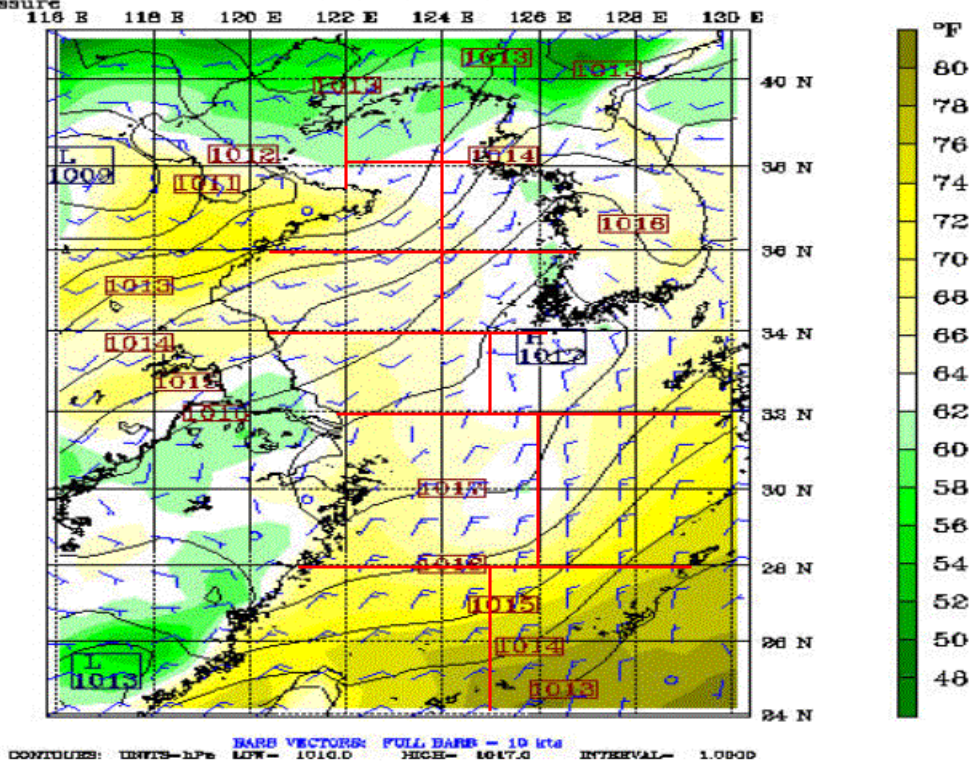 ssure
116 E 118 E 120 E 122 E 124 E 126 E 128 E 130 E
°F
1013
1013
1013
40 N
80
78
76
L
1009
1012
1014
38 N
1011
74
1016
72
36 N
70
1013
68
34 N
66
1014
H
1017
64
1015
1016
32 N
62
60
1017
30 N
58
56
1016
28 N
54
1015
52
1014
26 N
50
L
1013
1013
48
24 N
BARB VECTORS: FULL BARB = 10 kts
CONTOURS: UNITS=hPa LOW= 1010.0 HIGH= 1017.0 INTERVAL= 1.0000